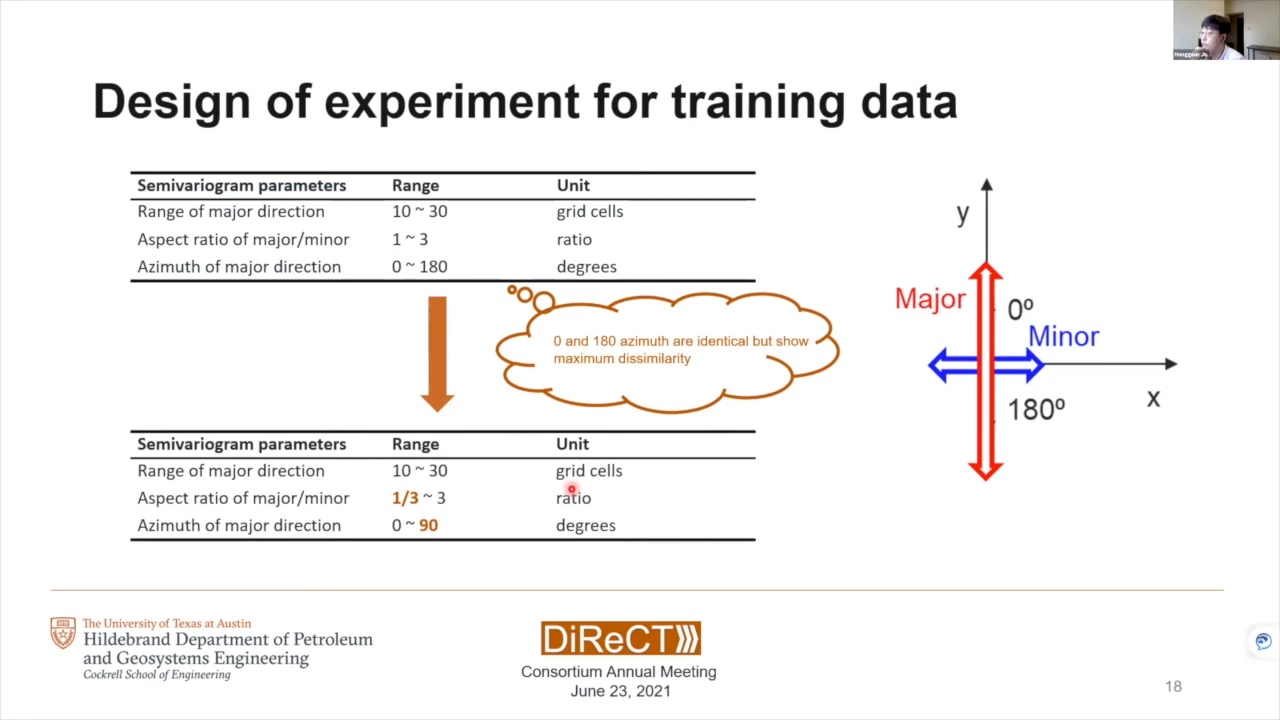 Honggeun Jo
Design of experiment for training data
Semivariogram parameters Range Unit
Range of major direction 10 ~ 30 grid cells
Aspect ratio of major/minor 1 ~ 3 ratio
Azimuth of major direction 0 ~ 180 degrees
0 and 180 azimuth are identical but show
maximum dissimilarity
Semivariogram parameters Range Unit
Range of major direction 10 ~ 30 grid cells
Aspect ratio of major/minor 1/3 ~ 3 ratio
Azimuth of major direction 0 ~ 90 degrees
y
Major
0º
Minor
180º
x
The University of Texas at Austin
Hildebrand Department of Petroleum
and Geosystems Engineering
Cockrell School of Engineering
DiReCT
Consortium Annual Meeting
June 23, 2021
18